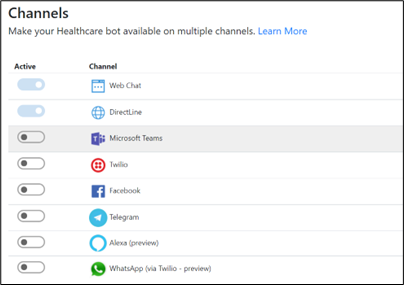 Channels
Make your Healthcare bot available on multiple channels. Learn More
Active Channel
Web Chat
DirectLine
Microsoft Teams
Twilio
Facebook
Telegram
Alexa (preview)
WhatsApp (via Twilio - preview)